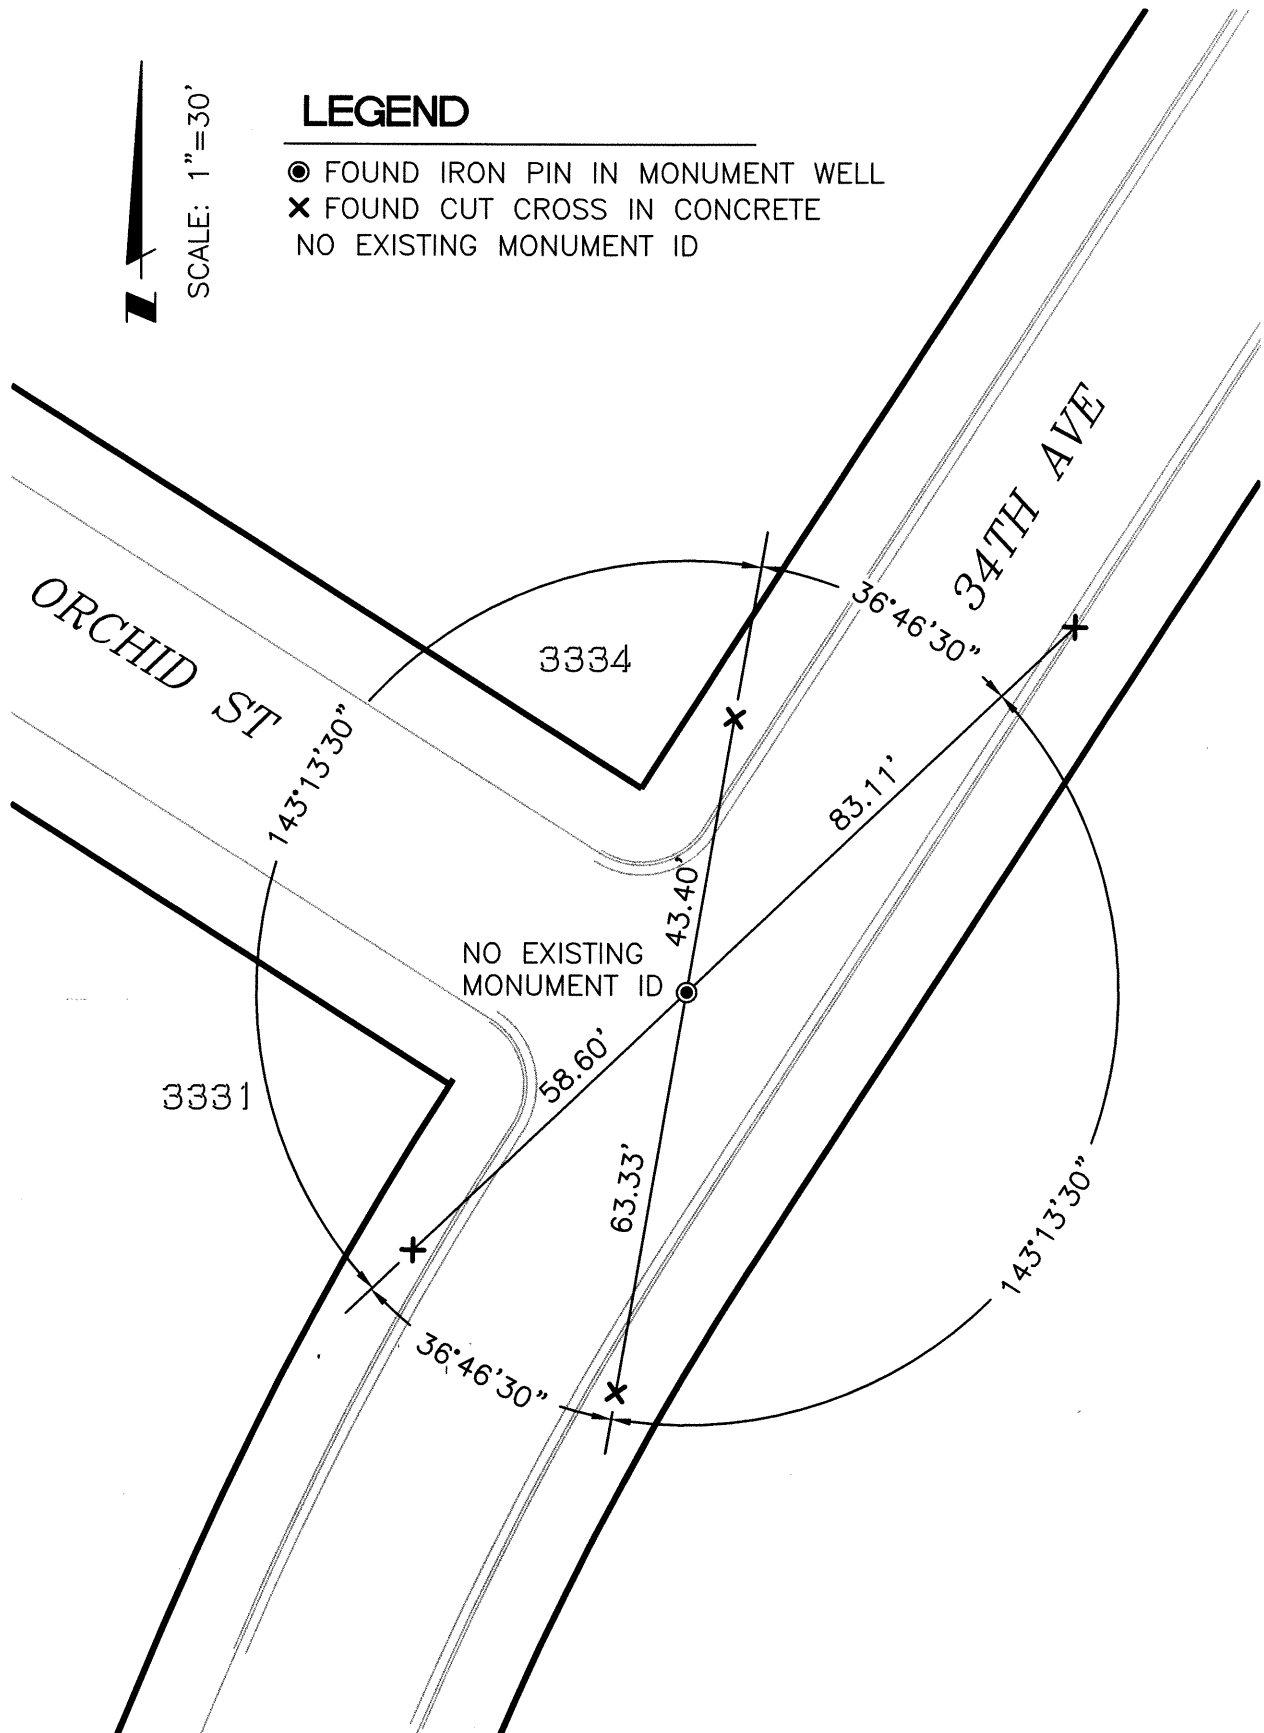 LEGEND
FOUND IRON PIN IN MONUMENT WELL
FOUND CUT CROSS IN CONCRETE
NO EXISTING MONUMENT ID
SCALE: 1"=30'
N
34TH AVE
ORCHID ST
3334
36°46'30"
143°13'30"
83.11'
43.40'
NO EXISTING
MONUMENT ID
58.60'
3331
63.33'
143°13'30"
36°46'30"